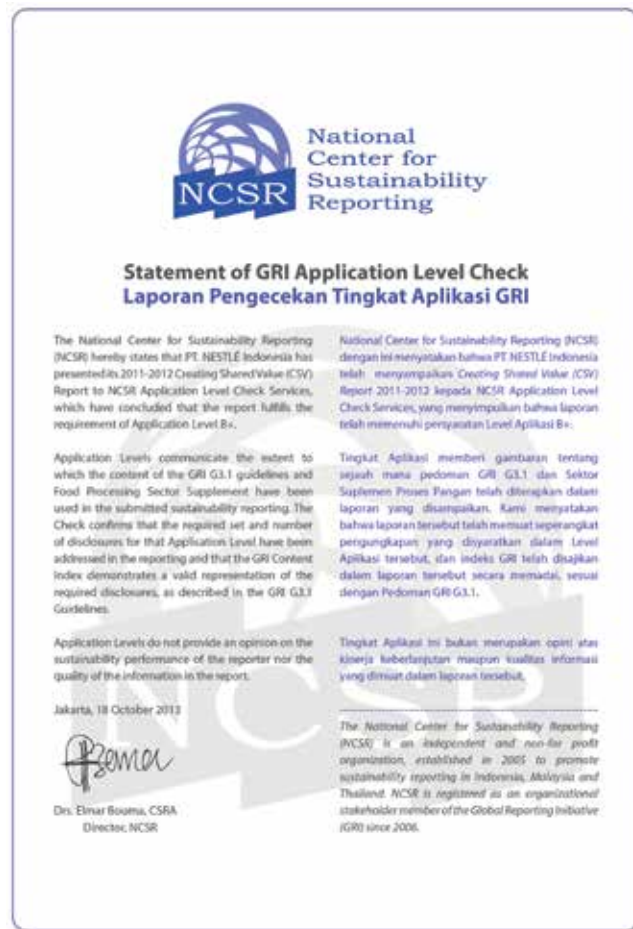 NCSR
National
Center for
Sustainability
Reporting
Statement of GRI Application Level Check
Laporan Pengecekan Tingkat Aplikasi GRI
The National Center for Sustainability Reporting
(NCSR) hereby states that PT. NESTLÉ Indonesia has
presented its 2011-2012 Creating Shared Value (CSV)
Report to NCSR Application Level Check Services,
which have concluded that the report fulfills the
requirement of Application Level B+.
Application Levels communicate the extent to
which the content of the GRI G3.1 guidelines and
Food Processing Sector Supplement have been
used in the submitted sustainability reporting. The
Check confirms that the required set and number
of disclosures for that Application Level have been
addressed in the reporting and that the GRI Content
Index demonstrates a valid representation of the
required disclosures, as described in the GRI G3.1
Guidelines.
Application Levels do not provide an opinion on the
sustainability performance of the reporter nor the
quality of the information in the report.
Jakarta, 18 October 2013
Drs. Elmar Bouma, CSRA
Director, NCSR
National Center for Sustainability Reporting (NCSR)
dengan ini menyatakan bahwa PT. NESTLÉ Indonesia
telah menyampaikan Creating Shared Value (CSV)
Report 2011-2012 kepada NCSR Application Level
Check Services, yang menyimpulkan bahwa laporan
telah memenuhi persyaratan Level Aplikasi B+.
Tingkat Aplikasi memberi gambaran tentang
sejauh mana pedoman GRI G3.1 dan Sektor
Suplemen Proses Pangan telah diterapkan dalam
laporan yang disampaikan. Kami menyatakan
bahwa laporan tersebut telah memuat seperangkat
pengungkapan yang disyaratkan dalam Level
Aplikasi tersebut, dan indeks GRI telah disajikan
dalam laporan tersebut secara memadai, sesuai
dengan Pedoman GRI G3.1.
Tingkat Aplikasi ini bukan merupakan opini atas
kinerja keberlanjutan maupun kualitas informasi
yang dimuat dalam laporan tersebut.
The National Center for Sustainability Reporting
(NCSR) is an independent and non-for profit
organization, established in 2005 to promote
sustainability reporting in Indonesia, Malaysia and
Thailand. NCSR is registered as an organizational
stakeholder member of the Global Reporting Initiative
(GRI) since 2006.
NCSR